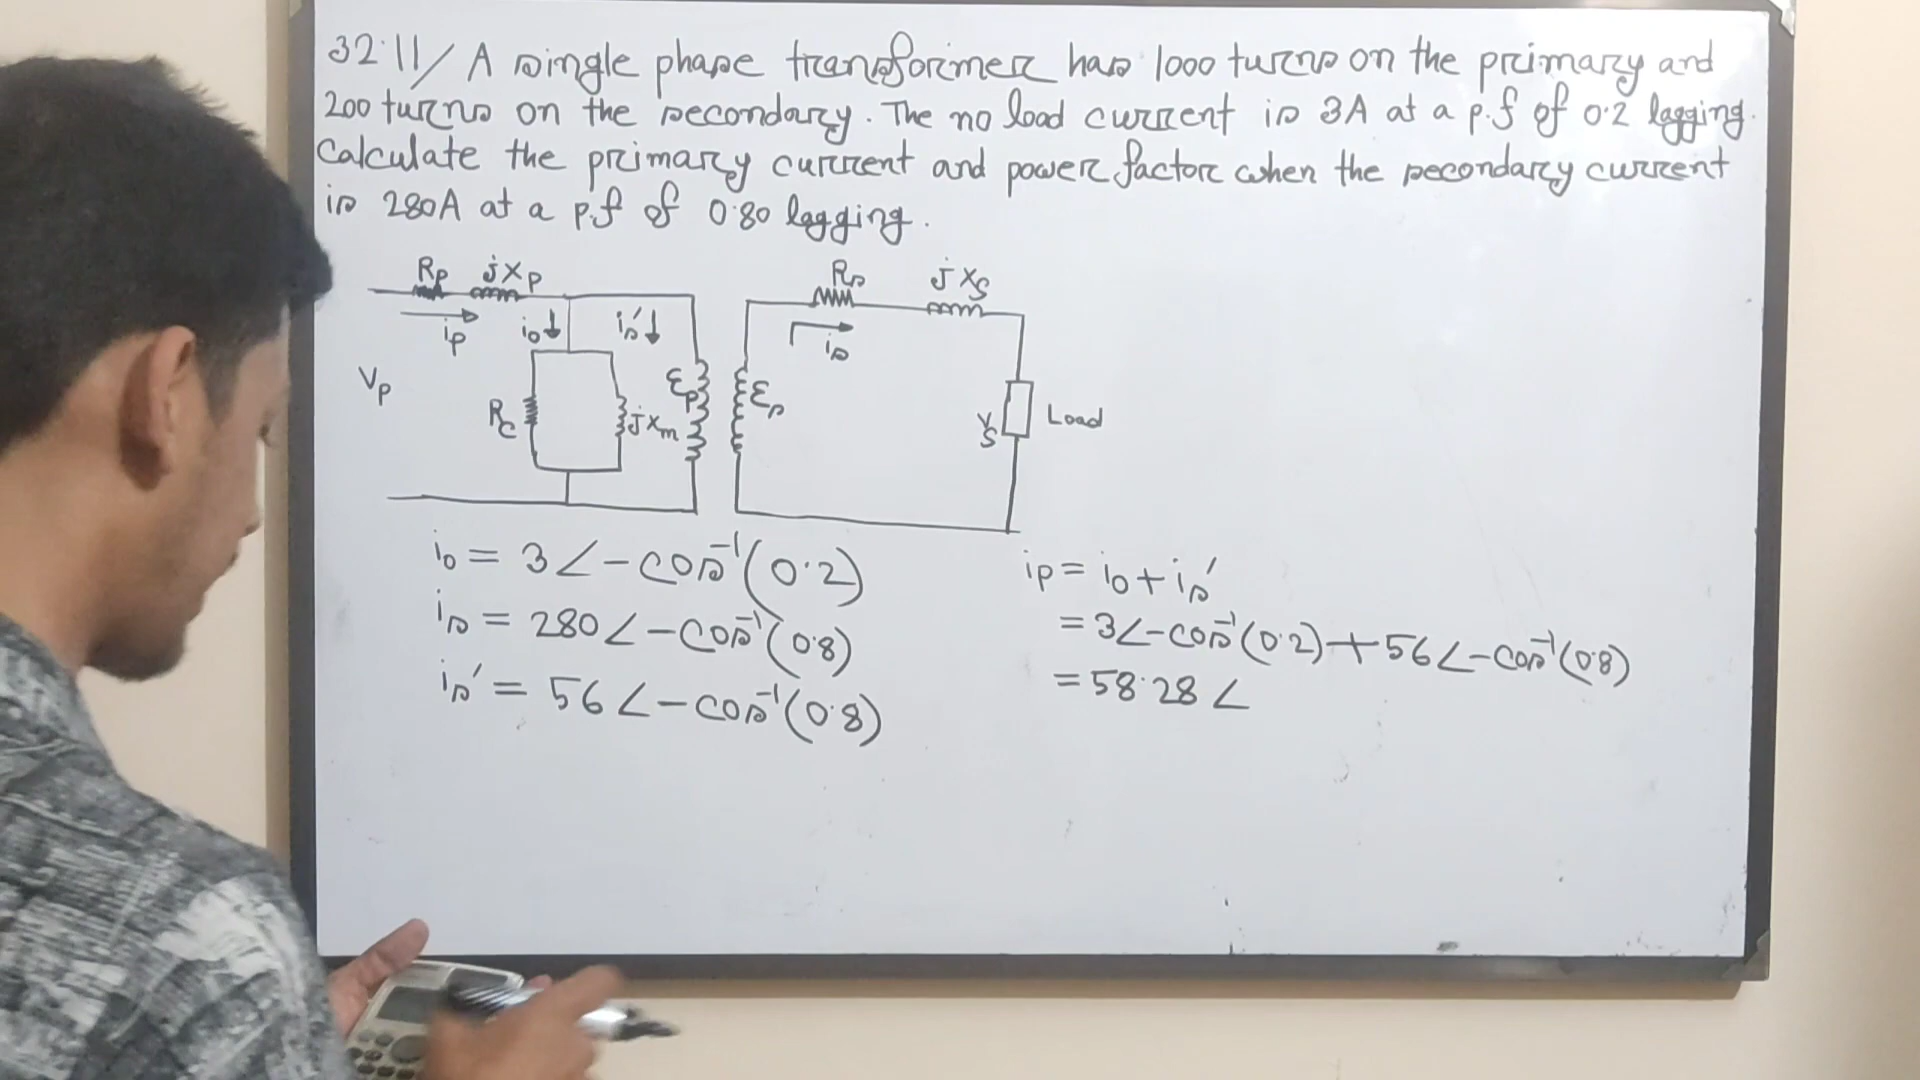 32.11/ A single phase transformer has 1000 turns on the primary and
200 turns on the secondary. The no load current is 3A at a p.f of 0.2 lagging.
Calculate the primary current and power factor when the secondary current
is 280A at a p.f of 0.80 lagging.
Rp jXp
Rs jXs
ip io↓ is'↓
is
Vp
Rc jXm Ep Es
Vs Load
io = 3∠-cos⁻¹(0.2)
is = 280∠-cos⁻¹(0.8)
is' = 56∠-cos⁻¹(0.8)
ip = io + is'
= 3∠-cos⁻¹(0.2) + 56∠-cos⁻¹(0.8)
= 58.28∠